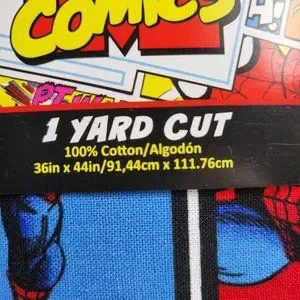 COMICS
1 YARD CUT
100% Cotton/Algodón
36in x 44in/91,44cm x 111.76cm